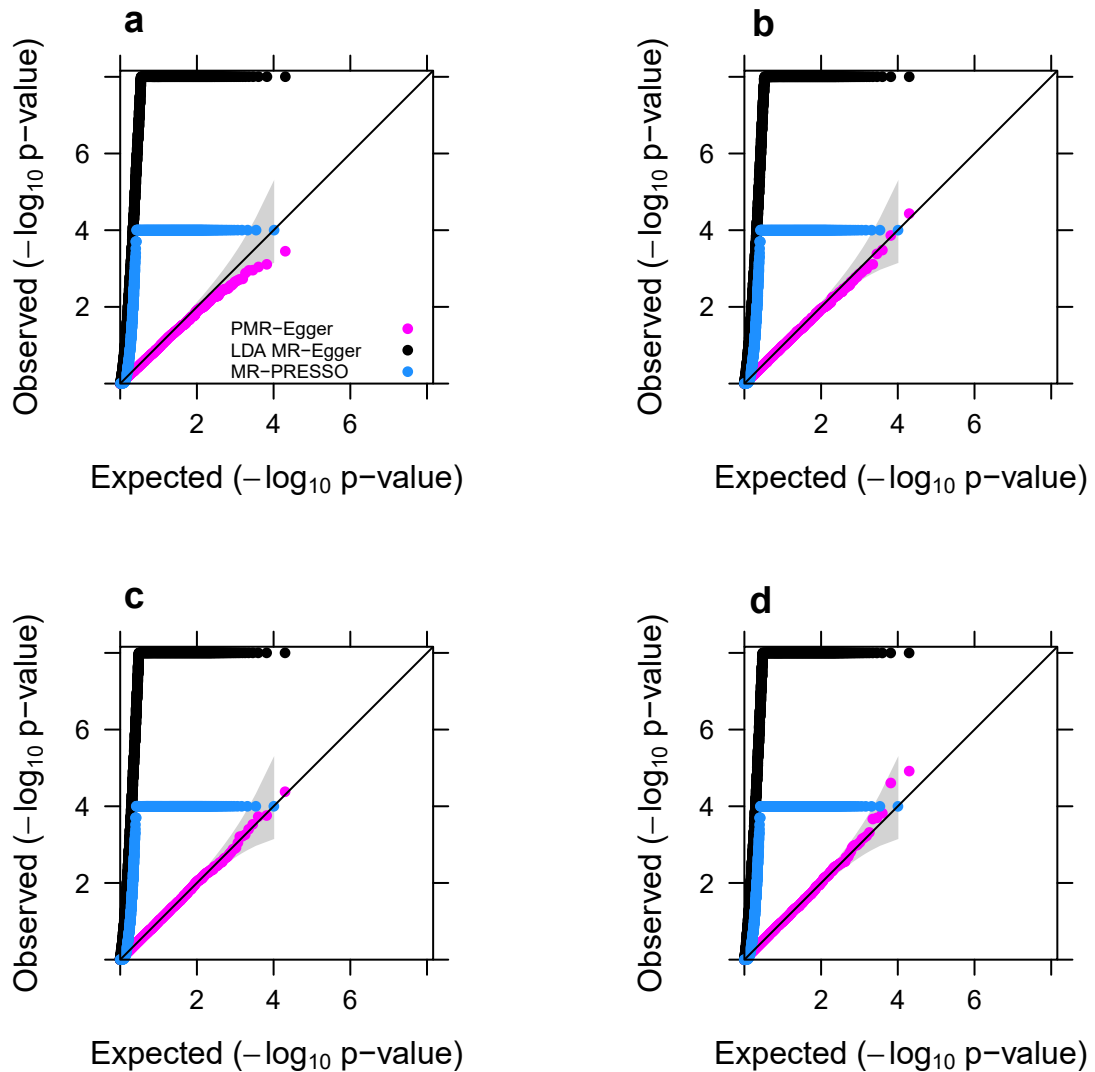 a
Observed (−log10 p−value)
6
4
2
PMR−Egger
LDA MR−Egger
MR−PRESSO
2 4 6
Expected (−log10 p−value)
b
Observed (−log10 p−value)
6
4
2
2 4 6
Expected (−log10 p−value)
c
Observed (−log10 p−value)
6
4
2
2 4 6
Expected (−log10 p−value)
d
Observed (−log10 p−value)
6
4
2
2 4 6
Expected (−log10 p−value)